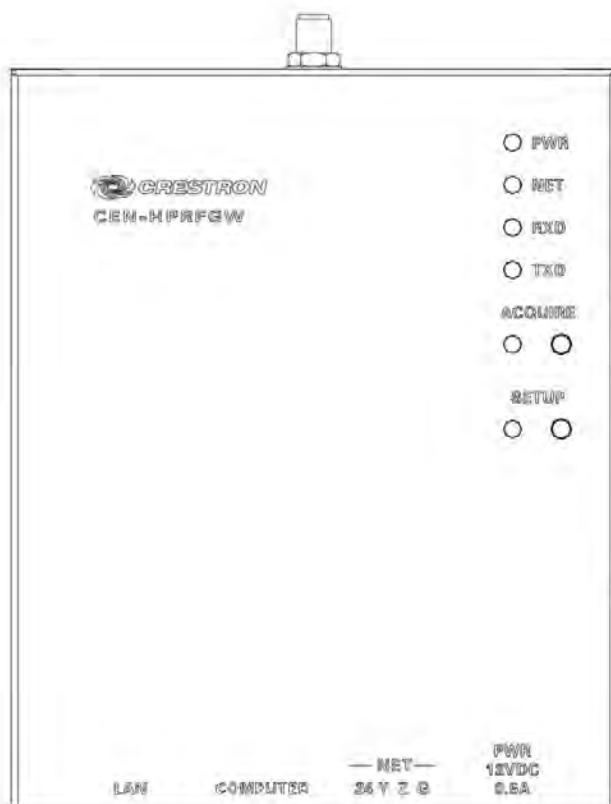 CRESTRON
CEN-HPRFGW
PWR
NET
RXD
TXD
ACQUIRE
SETUP
LAN
COMPUTER
NET
24 Y Z G
PWR
12VDC
0.5A